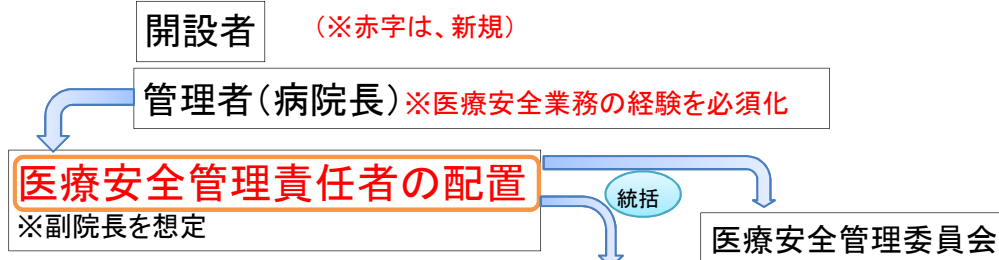 開設者
(※赤字は、新規)
管理者(病院長)※医療安全業務の経験を必須化
医療安全管理責任者の配置
※副院長を想定
統括
医療安全管理委員会